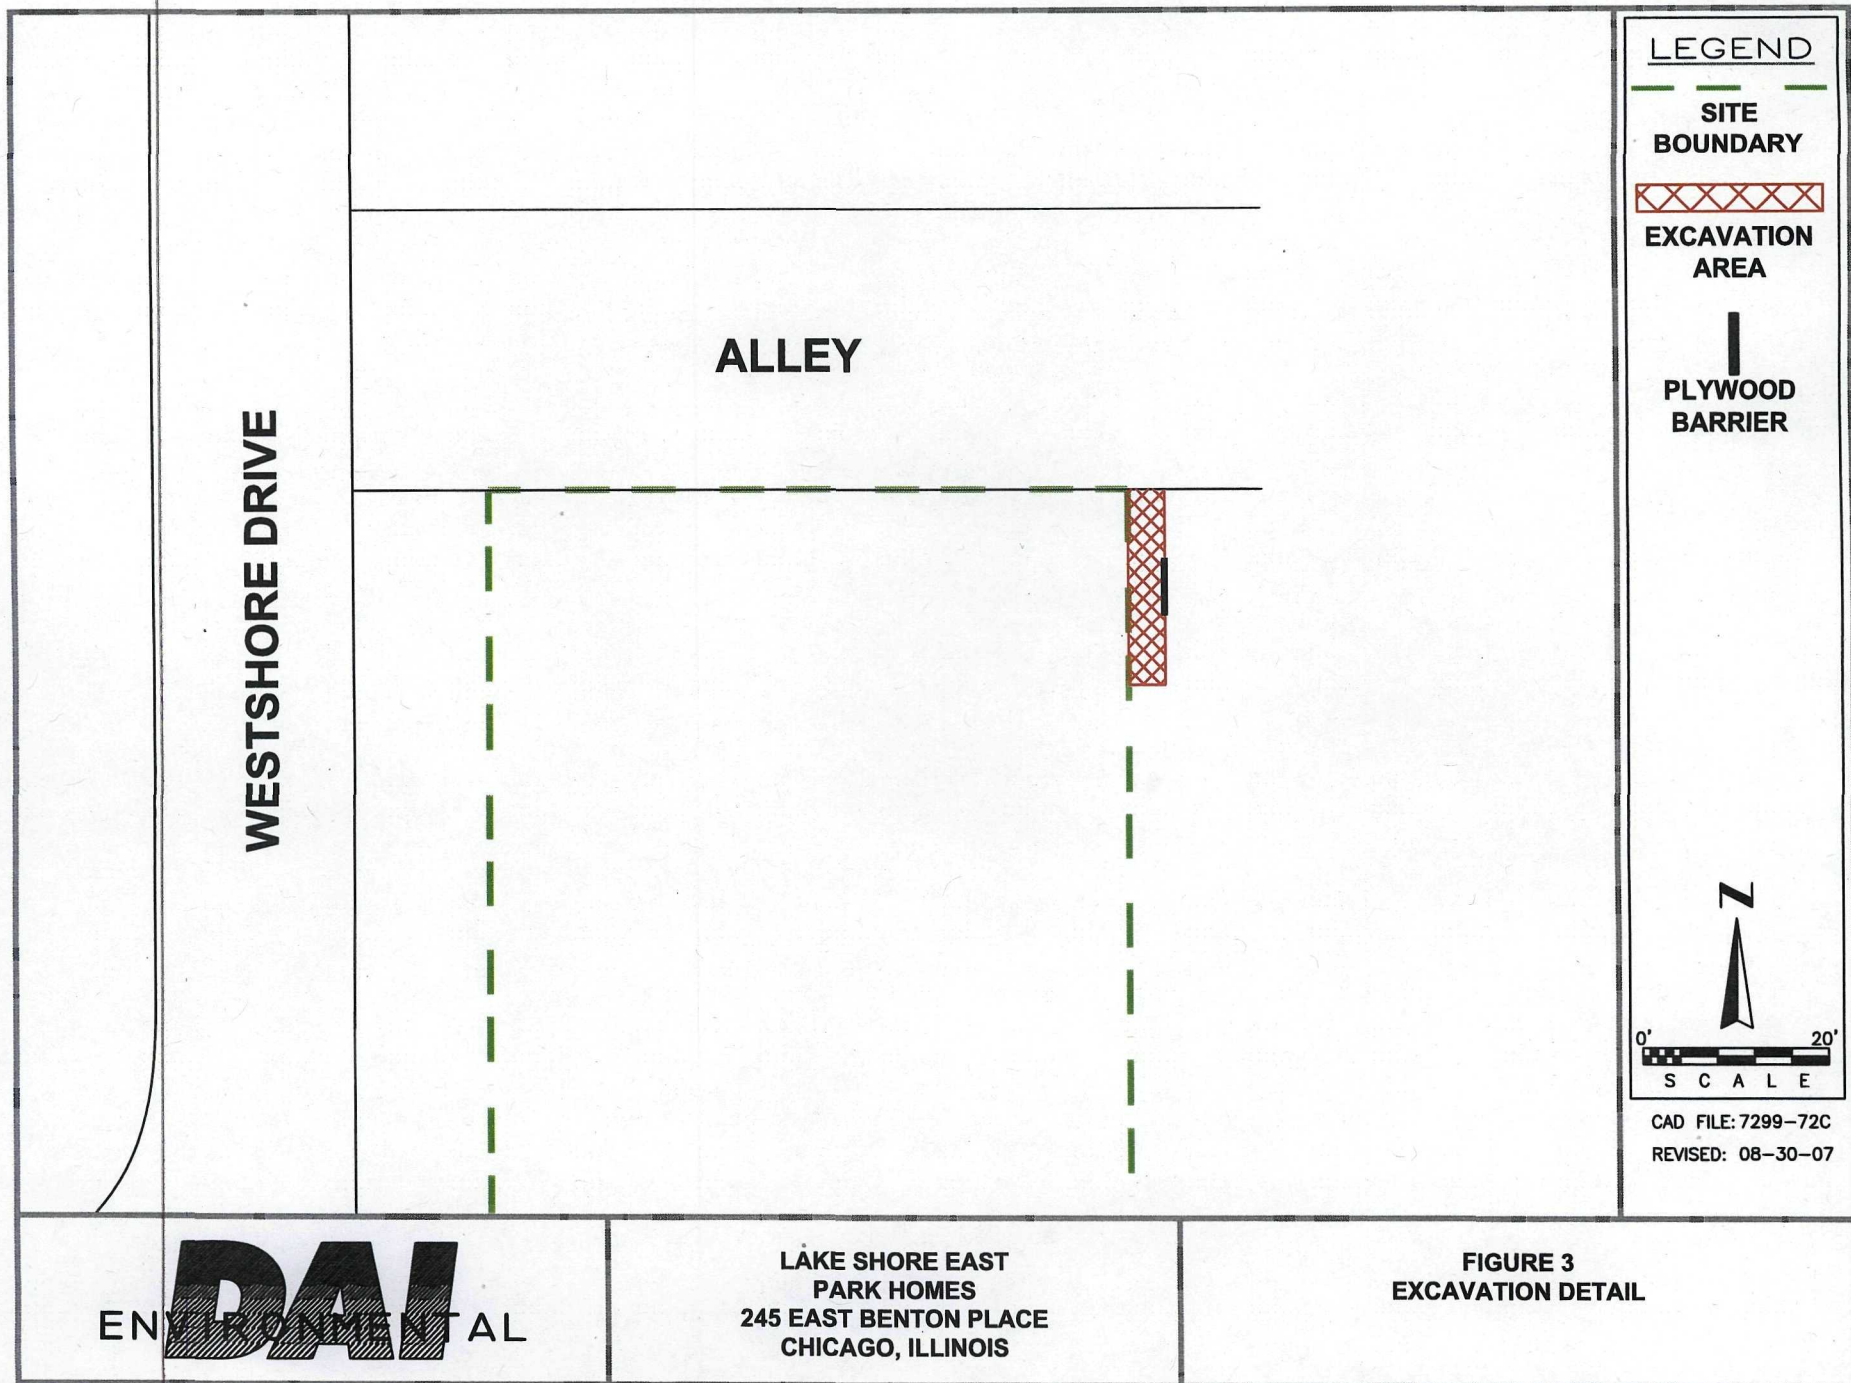 ALLEY
WESTSHORE DRIVE
LEGEND
SITE
BOUNDARY
EXCAVATION
AREA
PLYWOOD
BARRIER
N
0' 20'
SCALE
CAD FILE: 7299-72C
REVISED: 08-30-07
DAI
ENVIRONMENTAL
LAKE SHORE EAST
PARK HOMES
245 EAST BENTON PLACE
CHICAGO, ILLINOIS
FIGURE 3
EXCAVATION DETAIL